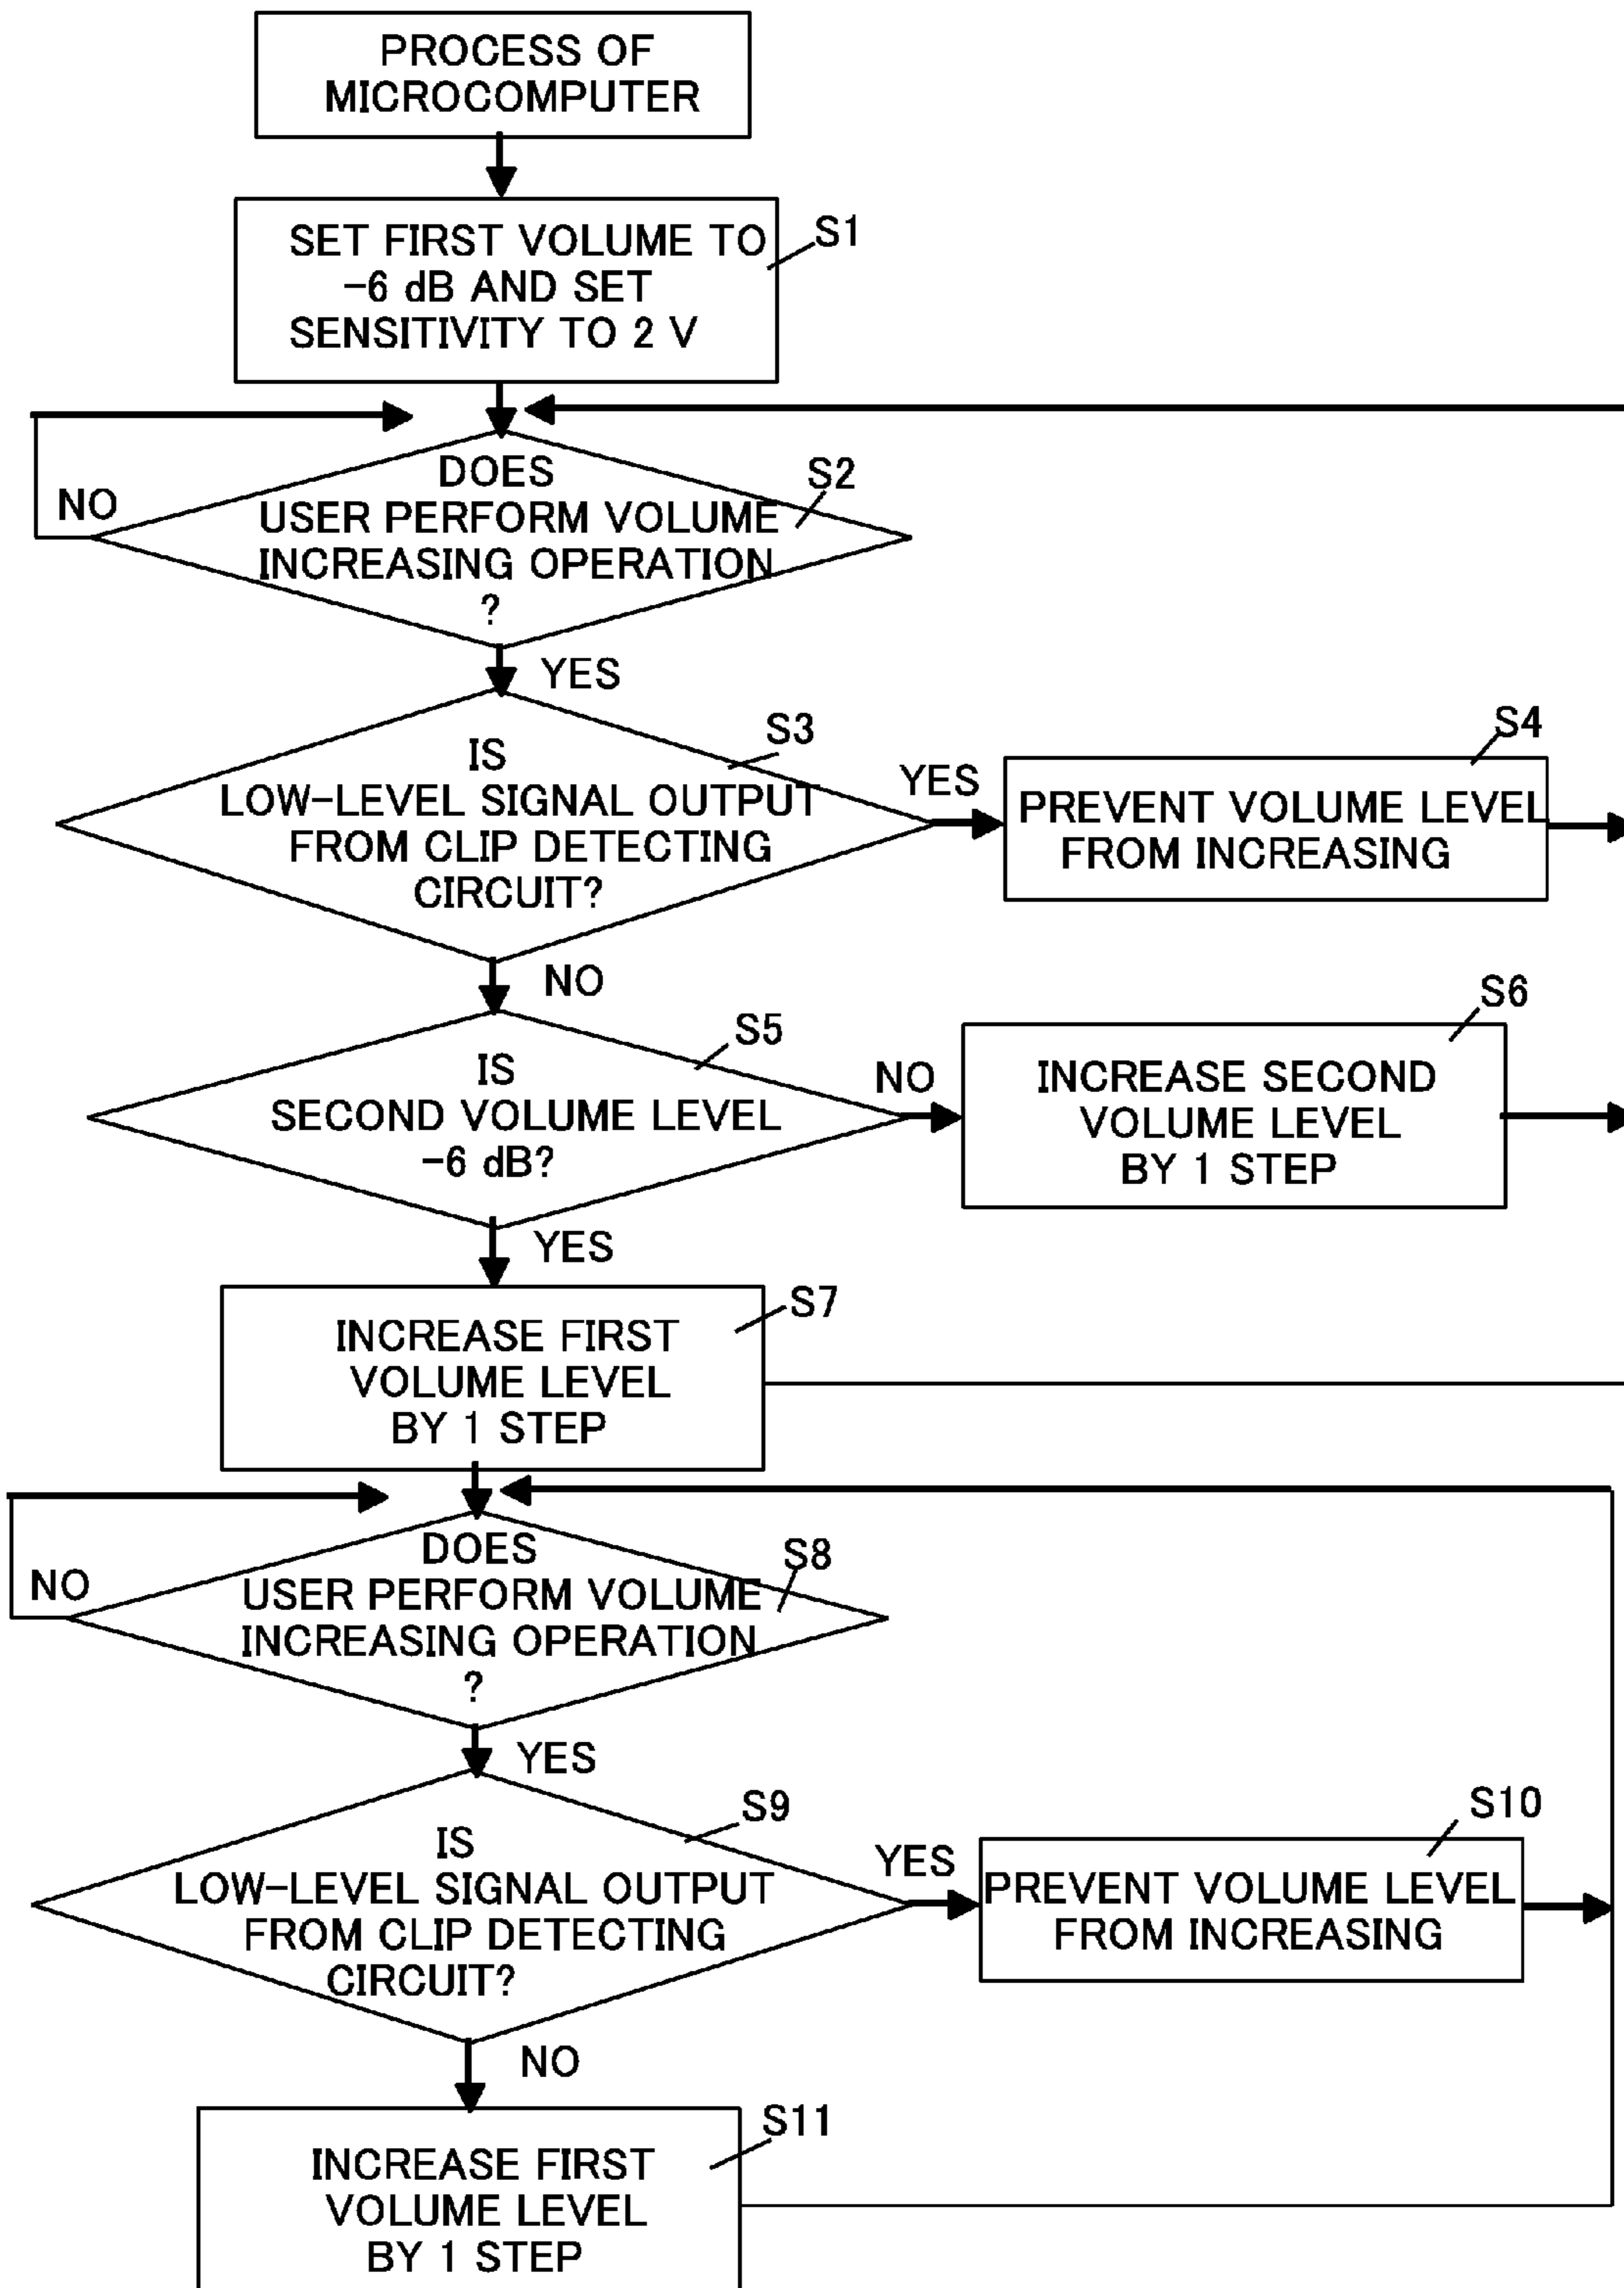 PROCESS OF
MICROCOMPUTER
SET FIRST VOLUME TO
-6 dB AND SET
SENSITIVITY TO 2 V
S1
DOES
USER PERFORM VOLUME
INCREASING OPERATION
?
S2
NO
YES
IS
LOW-LEVEL SIGNAL OUTPUT
FROM CLIP DETECTING
CIRCUIT?
S3
YES
PREVENT VOLUME LEVEL
FROM INCREASING
S4
NO
IS
SECOND VOLUME LEVEL
-6 dB?
S5
NO
INCREASE SECOND
VOLUME LEVEL
BY 1 STEP
S6
YES
INCREASE FIRST
VOLUME LEVEL
BY 1 STEP
S7
DOES
USER PERFORM VOLUME
INCREASING OPERATION
?
S8
NO
YES
IS
LOW-LEVEL SIGNAL OUTPUT
FROM CLIP DETECTING
CIRCUIT?
S9
YES
PREVENT VOLUME LEVEL
FROM INCREASING
S10
NO
INCREASE FIRST
VOLUME LEVEL
BY 1 STEP
S11